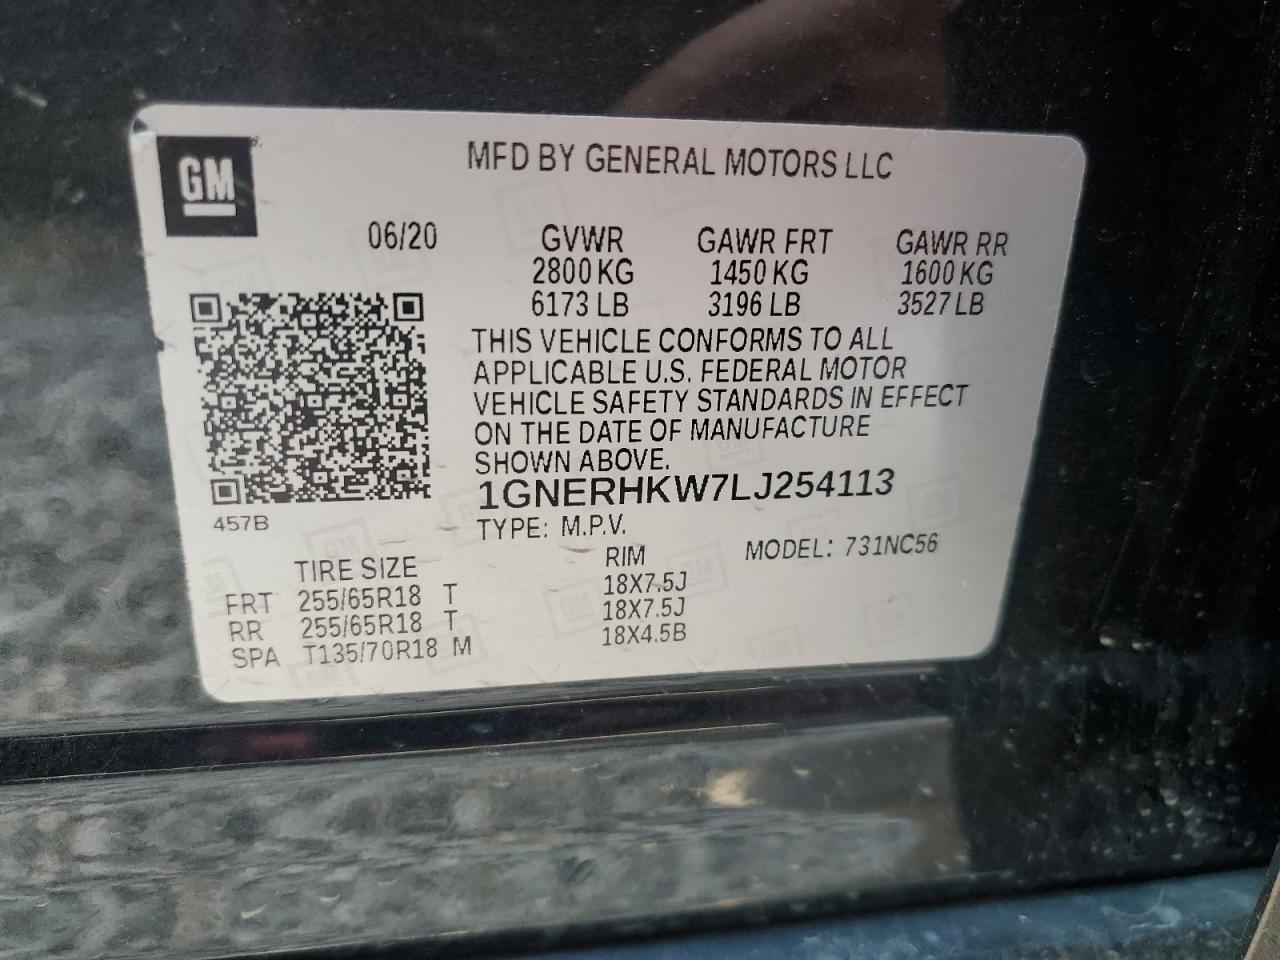 GM
MFD BY GENERAL MOTORS LLC
06/20 GVWR GAWR FRT GAWR RR
2800 KG 1450 KG 1600 KG
6173 LB 3196 LB 3527 LB
THIS VEHICLE CONFORMS TO ALL
APPLICABLE U.S. FEDERAL MOTOR
VEHICLE SAFETY STANDARDS IN EFFECT
ON THE DATE OF MANUFACTURE
SHOWN ABOVE.
1GNERHKW7LJ254113
457B
TYPE: M.P.V.
MODEL: 731NC56
TIRE SIZE RIM
FRT 255/65R18 T 18X7.5J
RR 255/65R18 T 18X7.5J
SPA T135/70R18 M 18X4.5B